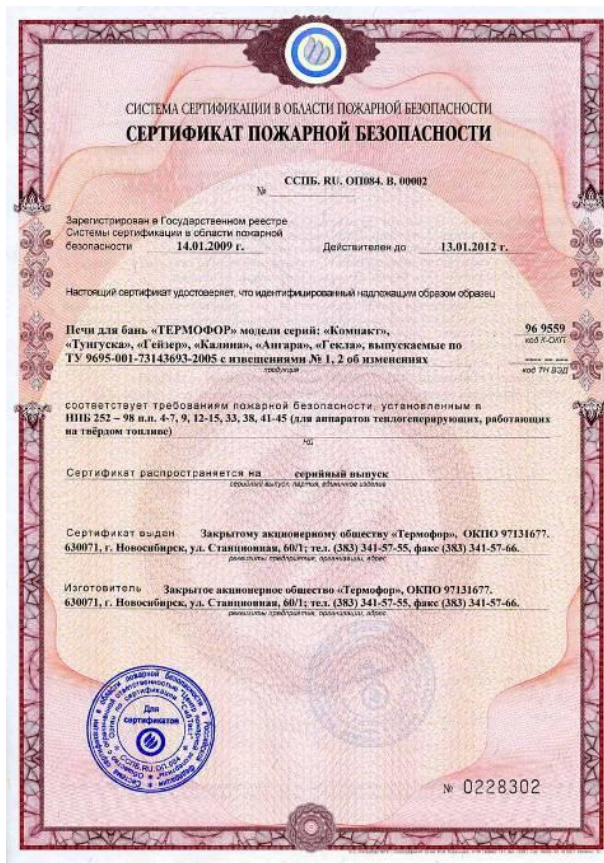 СИСТЕМА СЕРТИФИКАЦИИ В ОБЛАСТИ ПОЖАРНОЙ БЕЗОПАСНОСТИ
СЕРТИФИКАТ ПОЖАРНОЙ БЕЗОПАСНОСТИ
№ ССПБ. RU. ОП084. В. 00002
Зарегистрирован в Государственном реестре
Системы сертификации в области пожарной
безопасности 14.01.2009 г. Действителен до 13.01.2012 г.
Настоящий сертификат удостоверяет, что идентифицированный надлежащим образом образец
Печи для бань «ТЕРМОФОР» модели серий: «Компакт», 96 9559
«Тунгуска», «Гейзер», «Калина», «Ангара», «Гекла», выпускаемые по код К-ОКП
ТУ 9695-001-73143693-2005 с извещениями № 1, 2 об изменениях
продукция код ТН ВЭД
соответствует требованиям пожарной безопасности, установленным в
НПБ 252 – 98 п.п. 4-7, 9, 12-15, 33, 38, 41-45 (для аппаратов теплогенерирующих, работающих
на твёрдом топливе)
НД
Сертификат распространяется на серийный выпуск
серийный выпуск, партия, единичное изделие
Сертификат выдан Закрытому акционерному обществу «Термофор», ОКПО 97131677.
630071, г. Новосибирск, ул. Станционная, 60/1; тел. (383) 341-57-55, факс (383) 341-57-66.
реквизиты предприятия, организации, адрес
Изготовитель Закрытое акционерное общество «Термофор», ОКПО 97131677.
630071, г. Новосибирск, ул. Станционная, 60/1; тел. (383) 341-57-55, факс (383) 341-57-66.
реквизиты предприятия, организации, адрес
Для
сертификатов
ССПБ.RU.ОП.084
№ 0228302